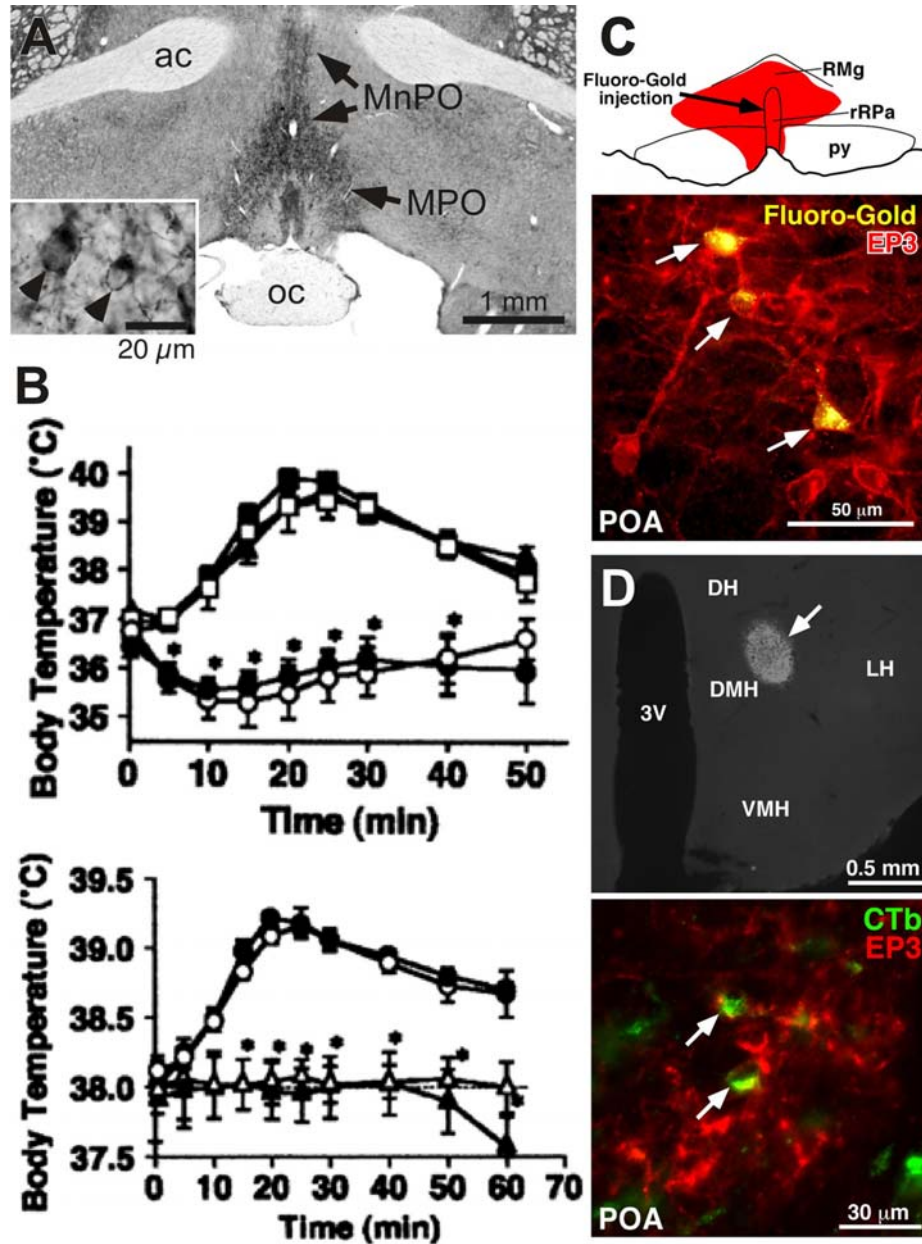 A
ac
MnPO
MPO
oc
1 mm
20 µm
B
Body Temperature (°C)
40
39
38
37
36
35
* * * * * * *
0 10 20 30 40 50
Time (min)
Body Temperature (°C)
39.5
39.0
38.5
38.0
37.5
* * * * * * *
0 10 20 30 40 50 60 70
Time (min)
C
Fluoro-Gold
injection
RMg
rRPa
py
Fluoro-Gold
EP3
POA
50 µm
D
DH
DMH
LH
3V
VMH
0.5 mm
CTb
EP3
POA
30 µm